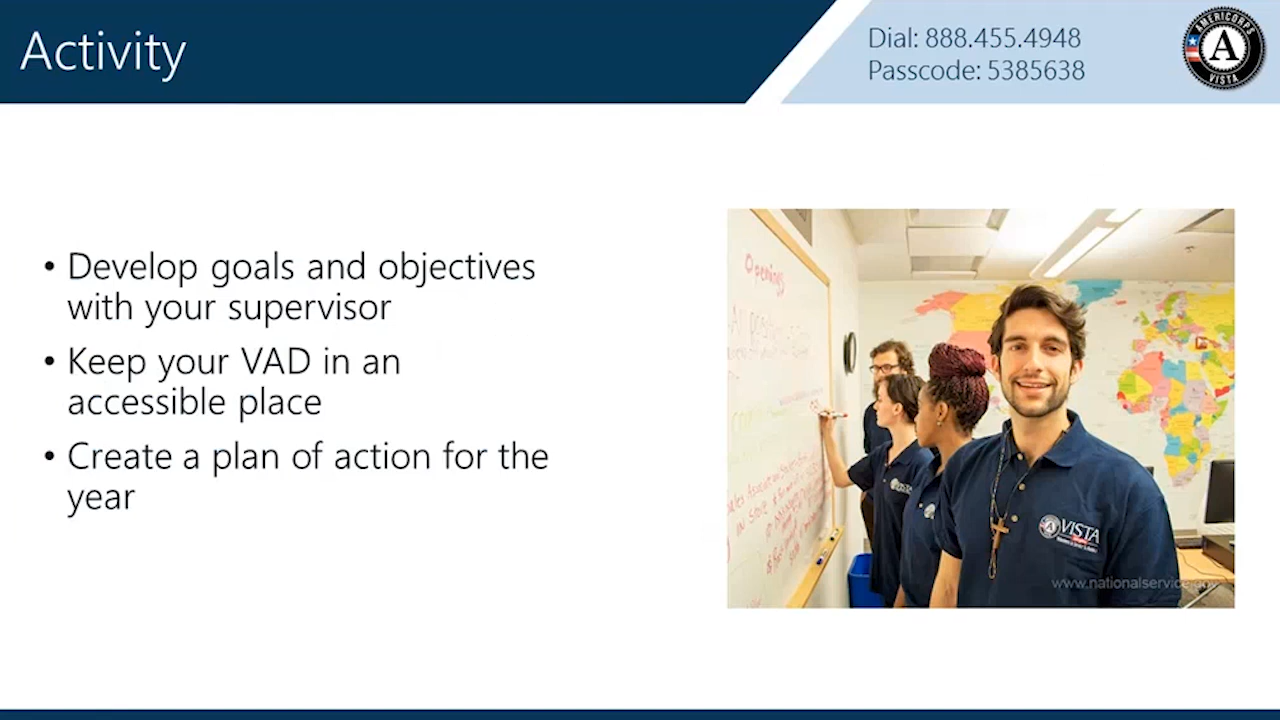 Activity
Dial: 888.455.4948
Passcode: 5385638
AMERICORPS
A
VISTA
• Develop goals and objectives
with your supervisor
• Keep your VAD in an
accessible place
• Create a plan of action for the
year
Openings
VISTA
www.nationalservice.gov